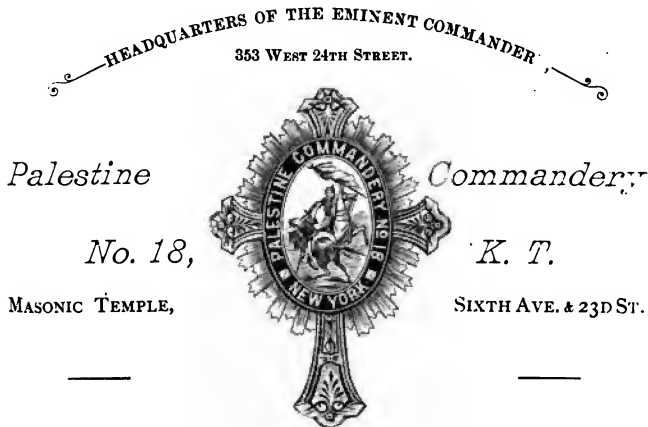 HEADQUARTERS OF THE EMINENT COMMANDER,
353 WEST 24TH STREET.
Palestine Commandery
No. 18, K. T.
MASONIC TEMPLE, SIXTH AVE. & 23D ST.
PALESTINE COMMANDERY No 18
NEW YORK